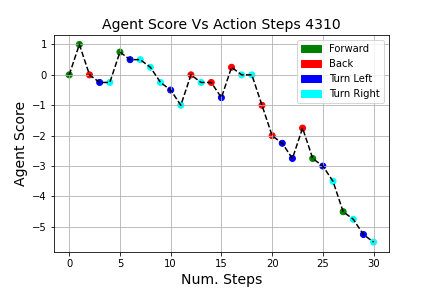 Agent Score Vs Action Steps 4310
Forward
Back
Turn Left
Turn Right
Agent Score
1
0
−1
−2
−3
−4
−5
0 5 10 15 20 25 30
Num. Steps